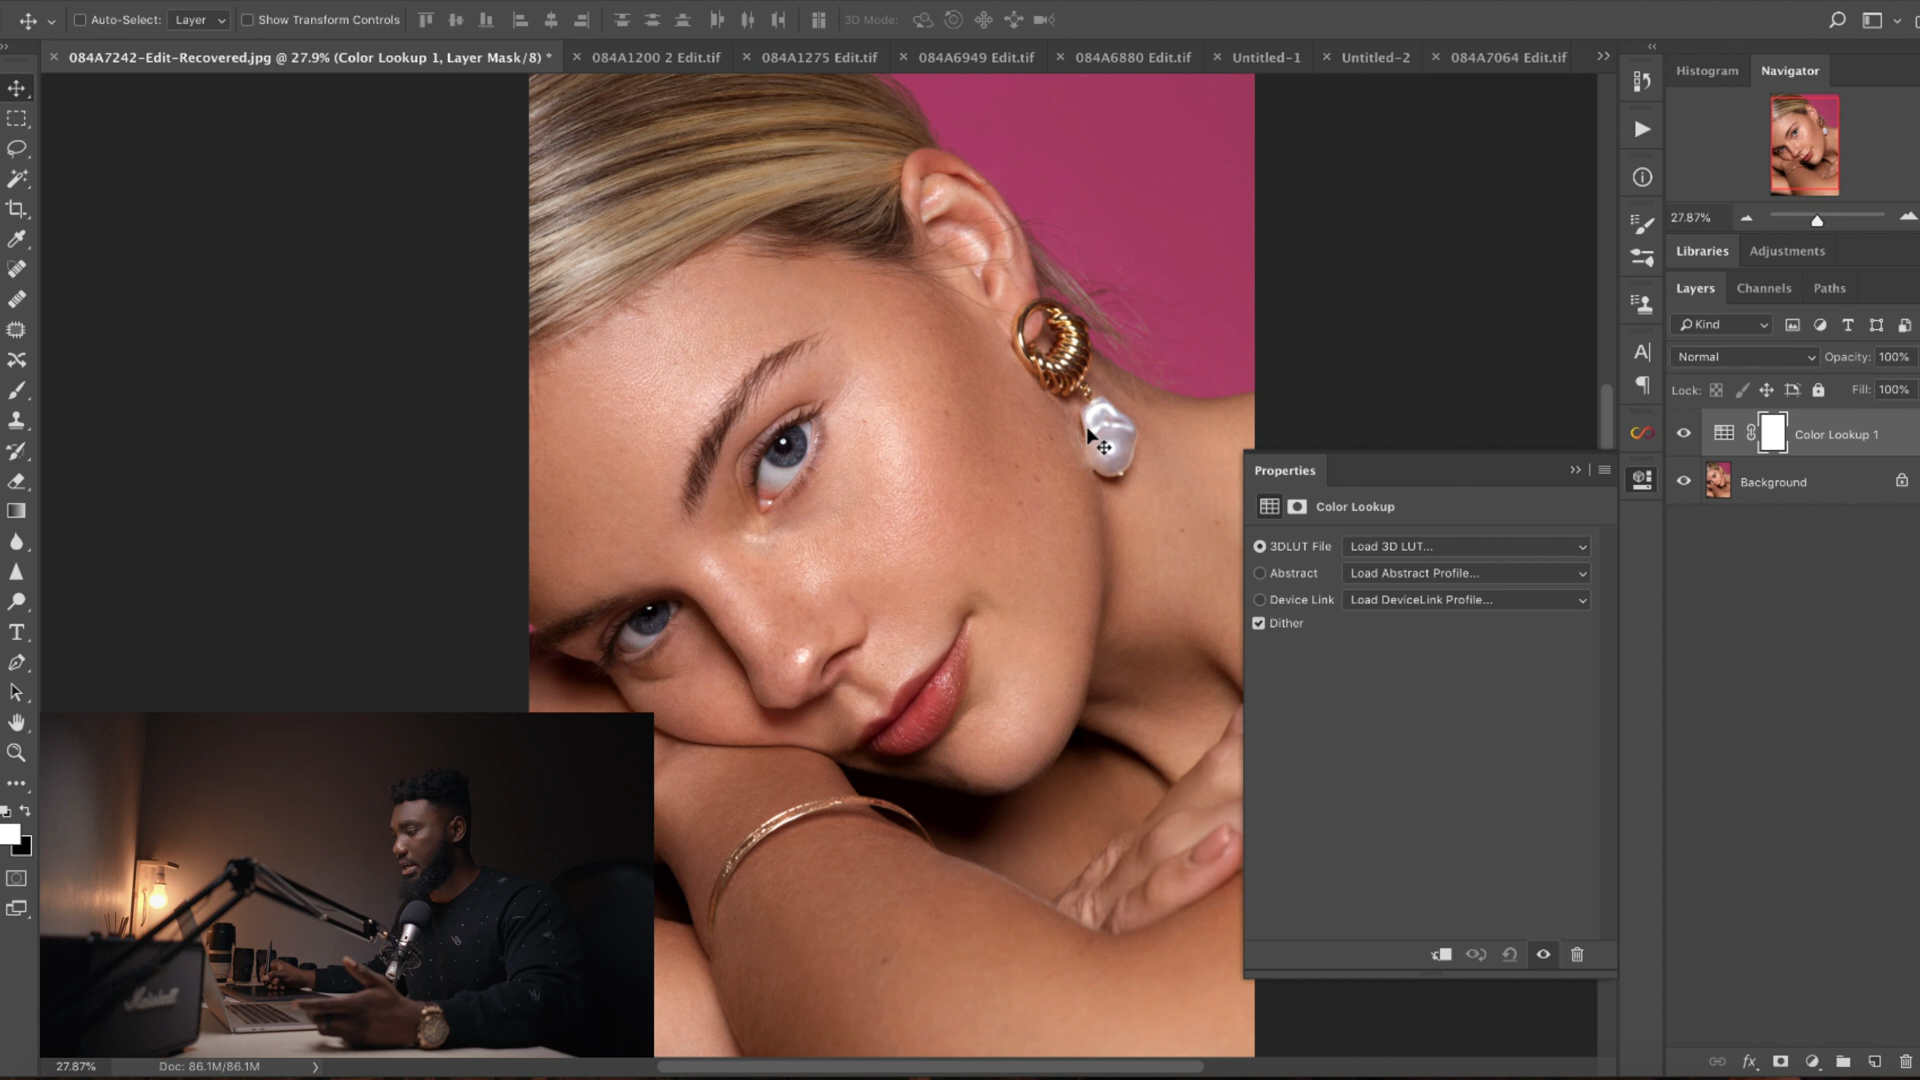 Auto-Select: Layer Show Transform Controls 3D Mode:
084A7242-Edit-Recovered.jpg @ 27.9% (Color Lookup 1, Layer Mask/8) * 084A1200 2 Edit.tif 084A1275 Edit.tif 084A6949 Edit.tif 084A6880 Edit.tif Untitled-1 Untitled-2 084A7064 Edit.tif
Histogram Navigator
27.87%
Libraries Adjustments
Layers Channels Paths
Kind
Normal Opacity: 100%
Lock: Fill: 100%
Color Lookup 1
Background
Properties
Color Lookup
3DLUT File Load 3D LUT...
Abstract Load Abstract Profile...
Device Link Load DeviceLink Profile...
Dither
Marshall
27.87% Doc: 86.1M/86.1M